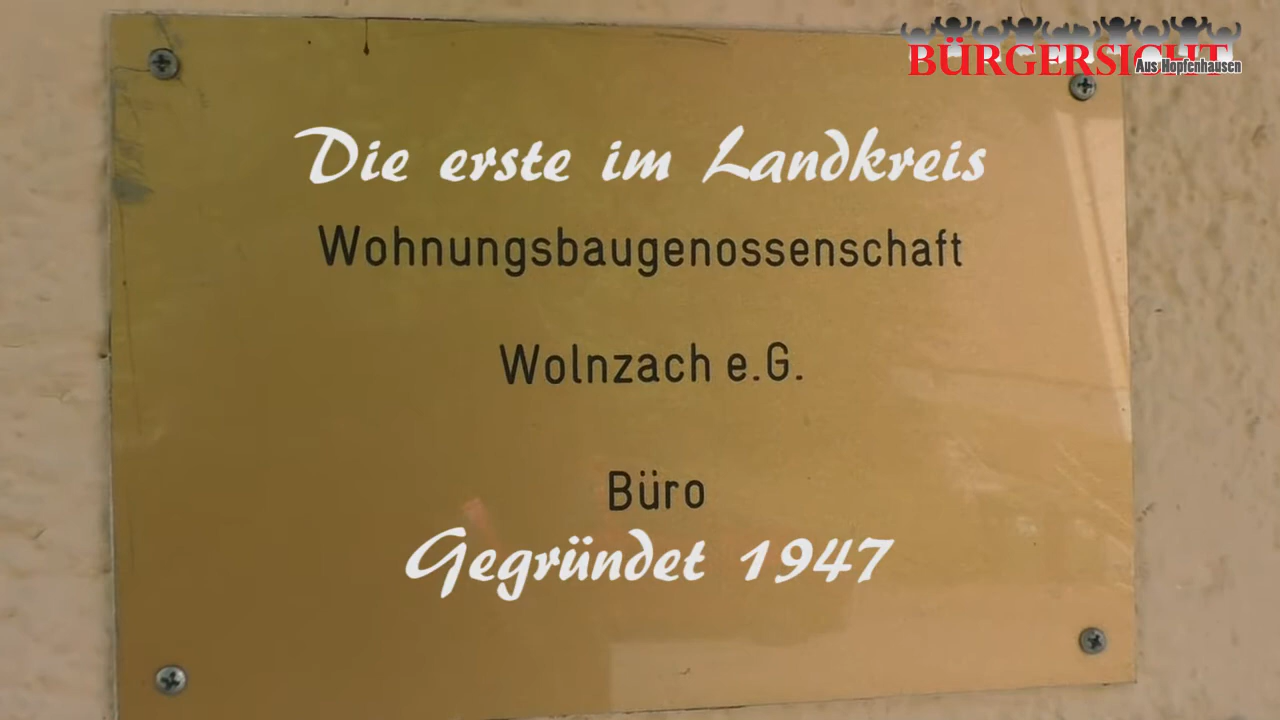 BÜRGERSICHT
Aus Hopfenhausen
Die erste im Landkreis
Wohnungsbaugenossenschaft
Wolnzach e.G.
Büro
Gegründet 1947